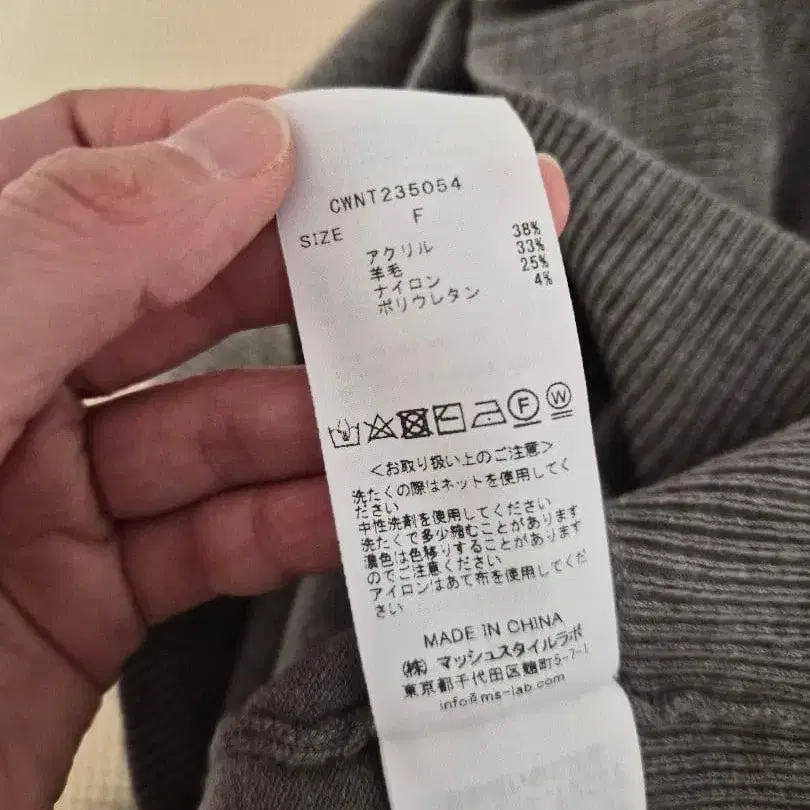 CWNT235054
SIZE F
アクリル 38%
羊毛 33%
ナイロン 25%
ポリウレタン 4%
F W
<お取り扱い上のご注意>
洗たくの際はネットを使用してく
ださい
中性洗剤を使用してください
洗たくで多少縮むことがあります
濃色は色移りすることがあります
のでご注意ください
アイロンはあて布を使用してくだ
さい
MADE IN CHINA
(株) マッシュスタイルラボ
東京都千代田区麹町5-7-1
info@ms-lab.com